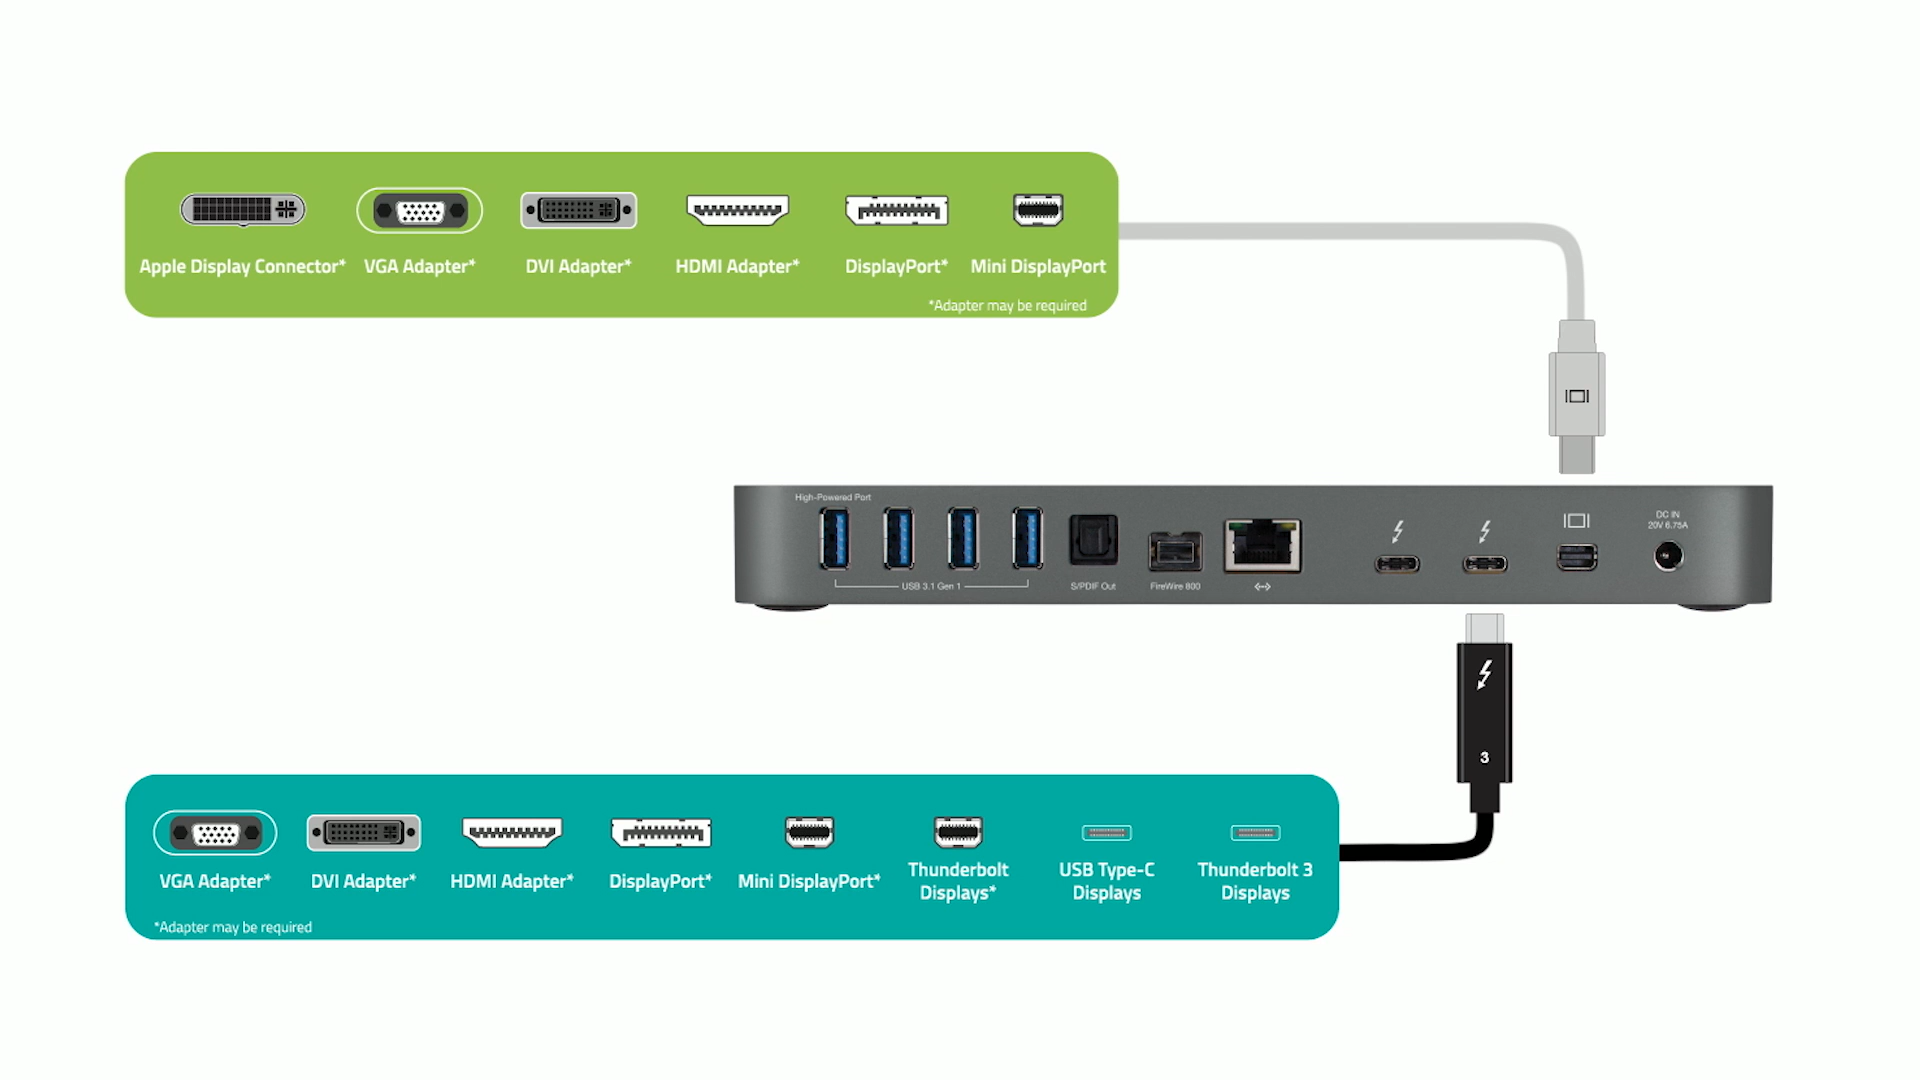 Apple Display Connector* VGA Adapter* DVI Adapter* HDMI Adapter* DisplayPort* Mini DisplayPort
*Adapter may be required
High-Powered Port
USB 3.1 Gen 1
S/PDIF Out
FireWire 800
DC IN
20V 6.75A
3
VGA Adapter* DVI Adapter* HDMI Adapter* DisplayPort* Mini DisplayPort*
Thunderbolt
Displays*
USB Type-C
Displays
Thunderbolt 3
Displays
*Adapter may be required